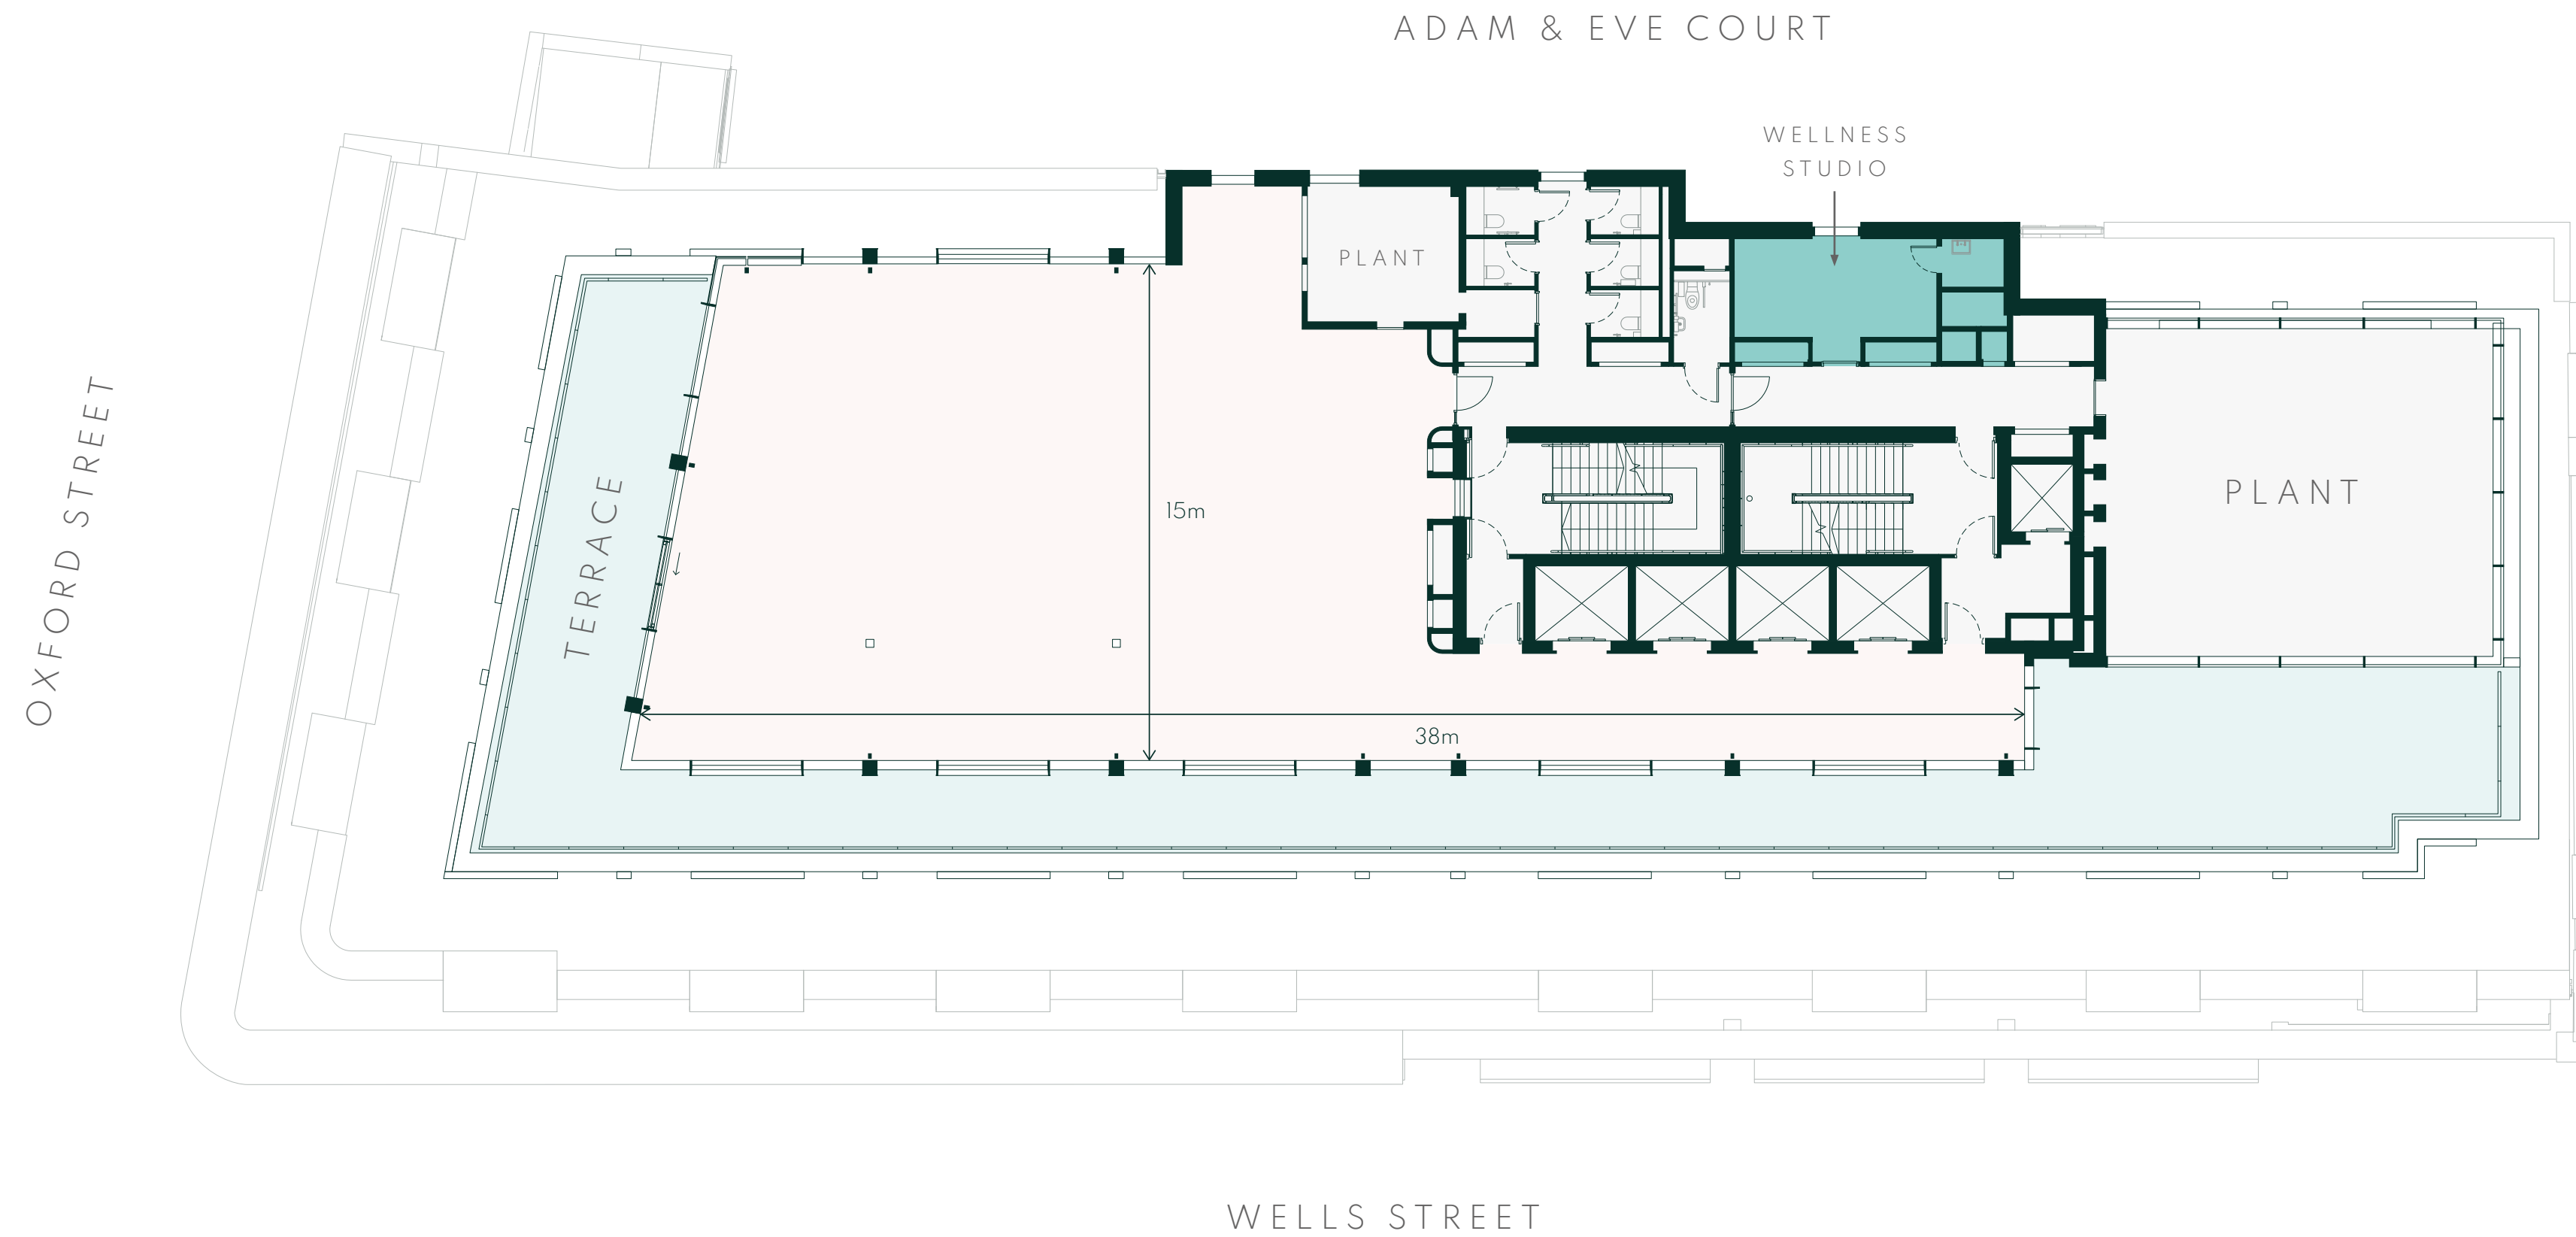 ADAM & EVE COURT
WELLNESS
STUDIO
PLANT
OXFORD STREET
TERRACE
15m
PLANT
38m
WELLS STREET